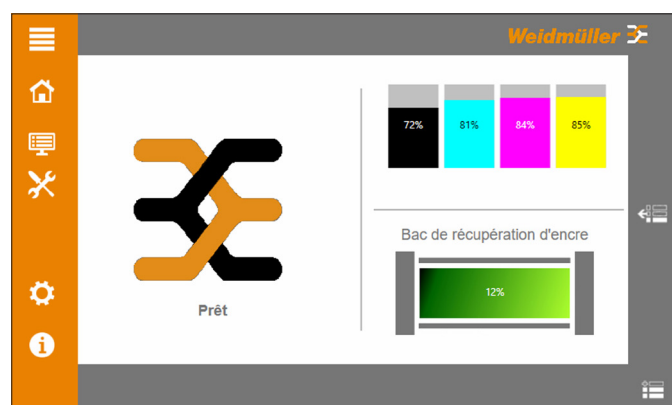 Weidmüller
72% 81% 84% 85%
Bac de récupération d'encre
12%
Prêt